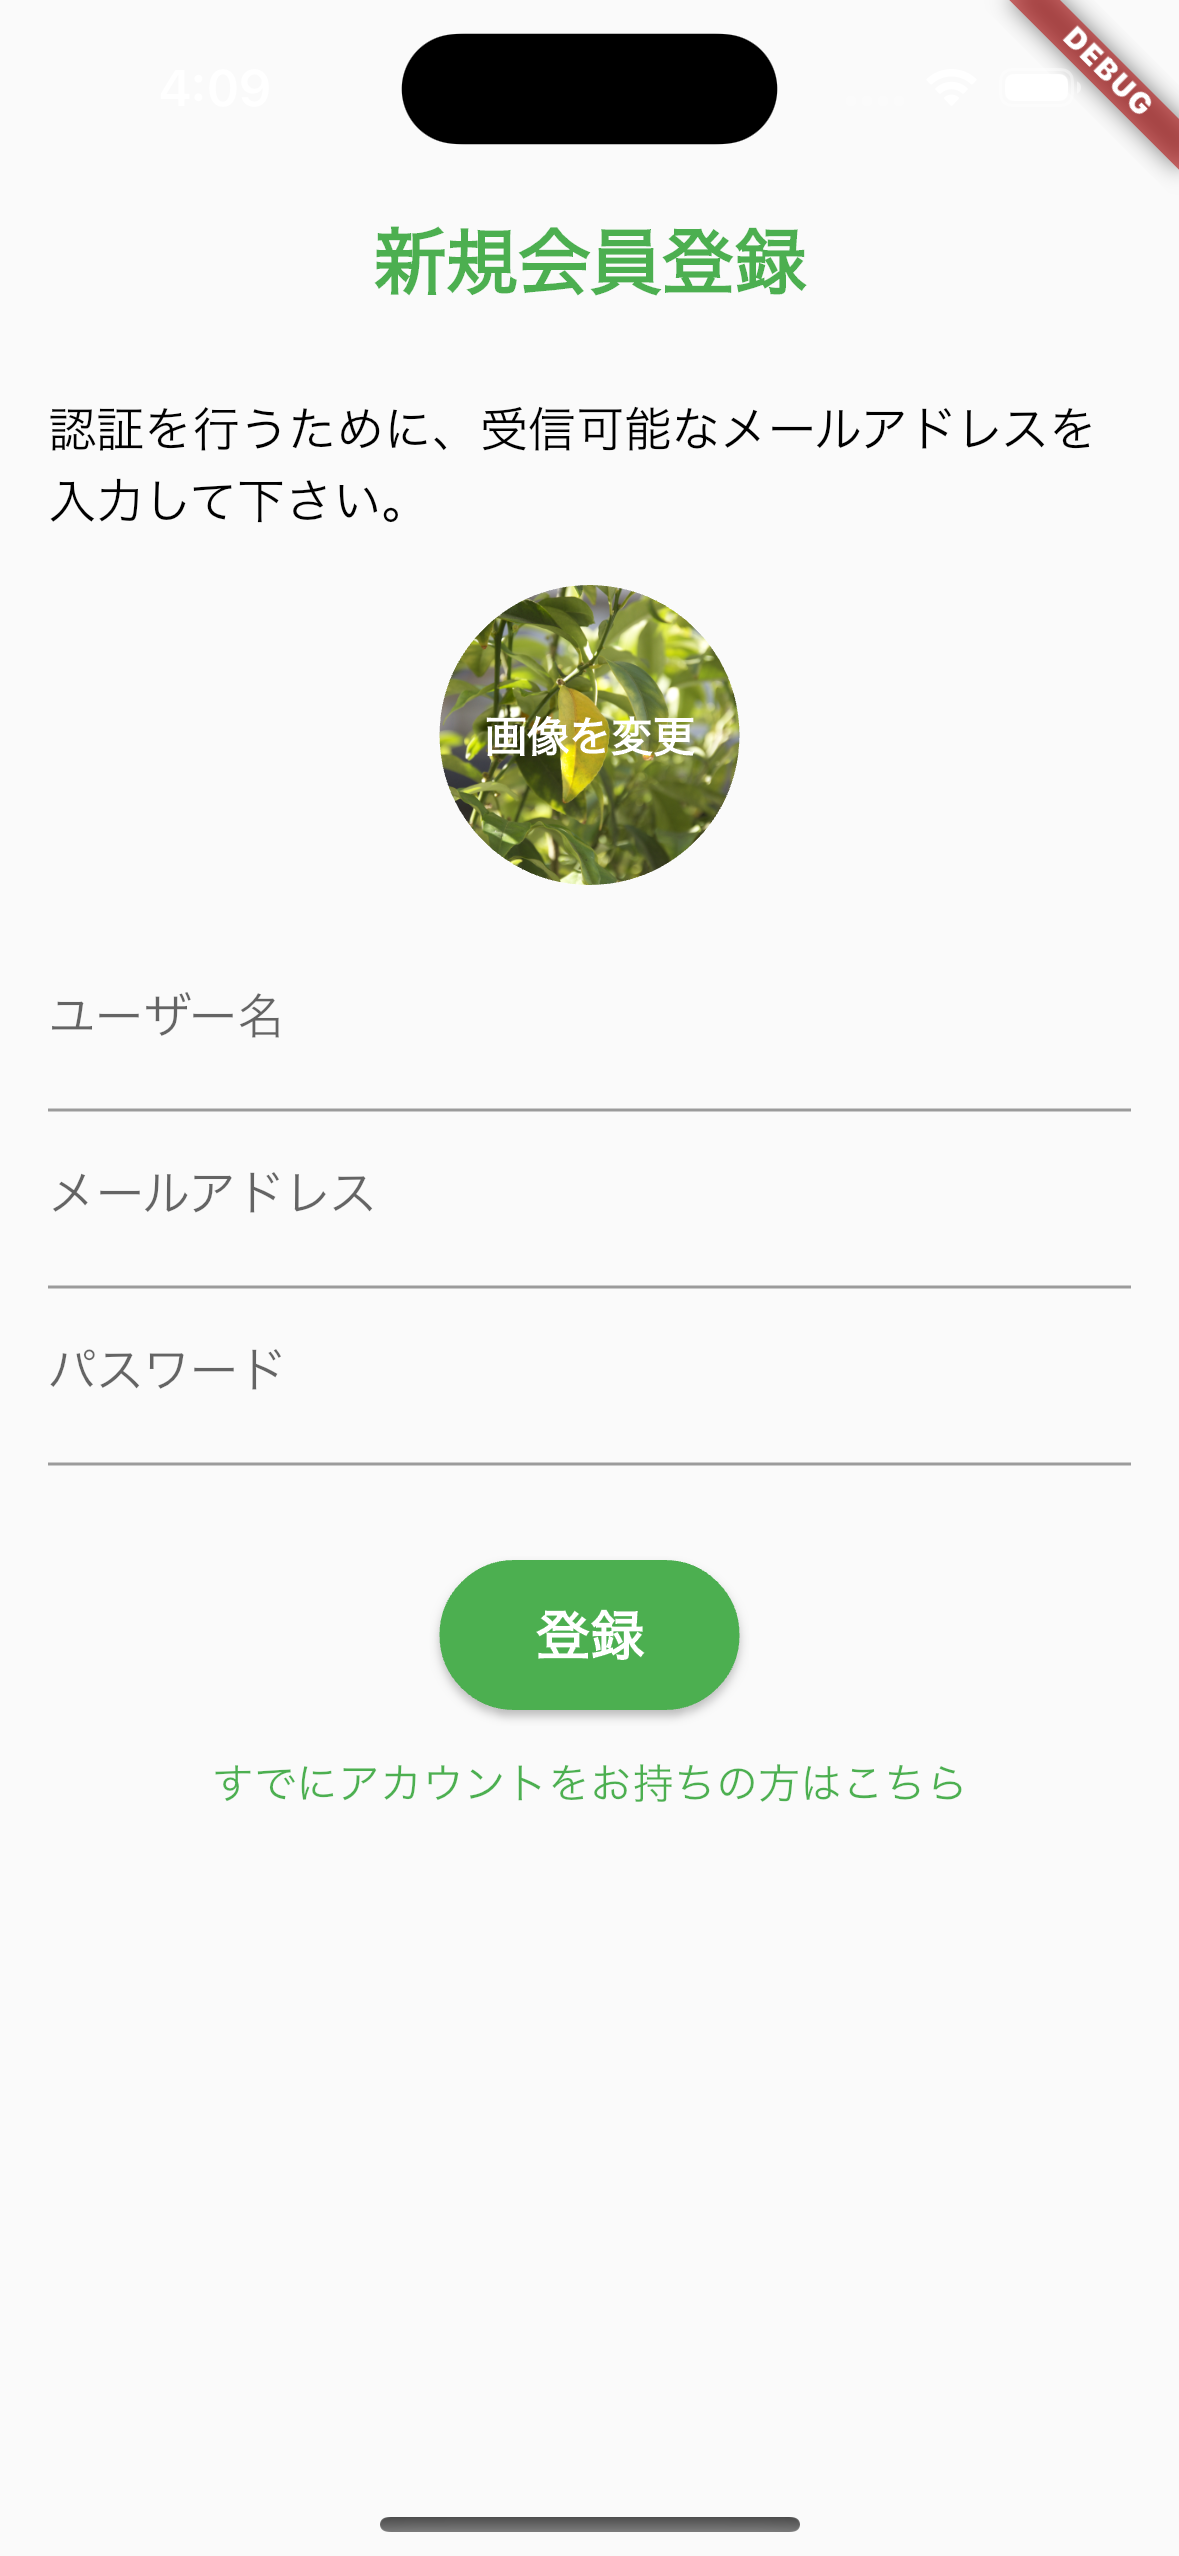 4:09
DEBUG
新規会員登録
認証を行うために、受信可能なメールアドレスを
入力して下さい。
画像を変更
ユーザー名
メールアドレス
パスワード
登録
すでにアカウントをお持ちの方はこちら